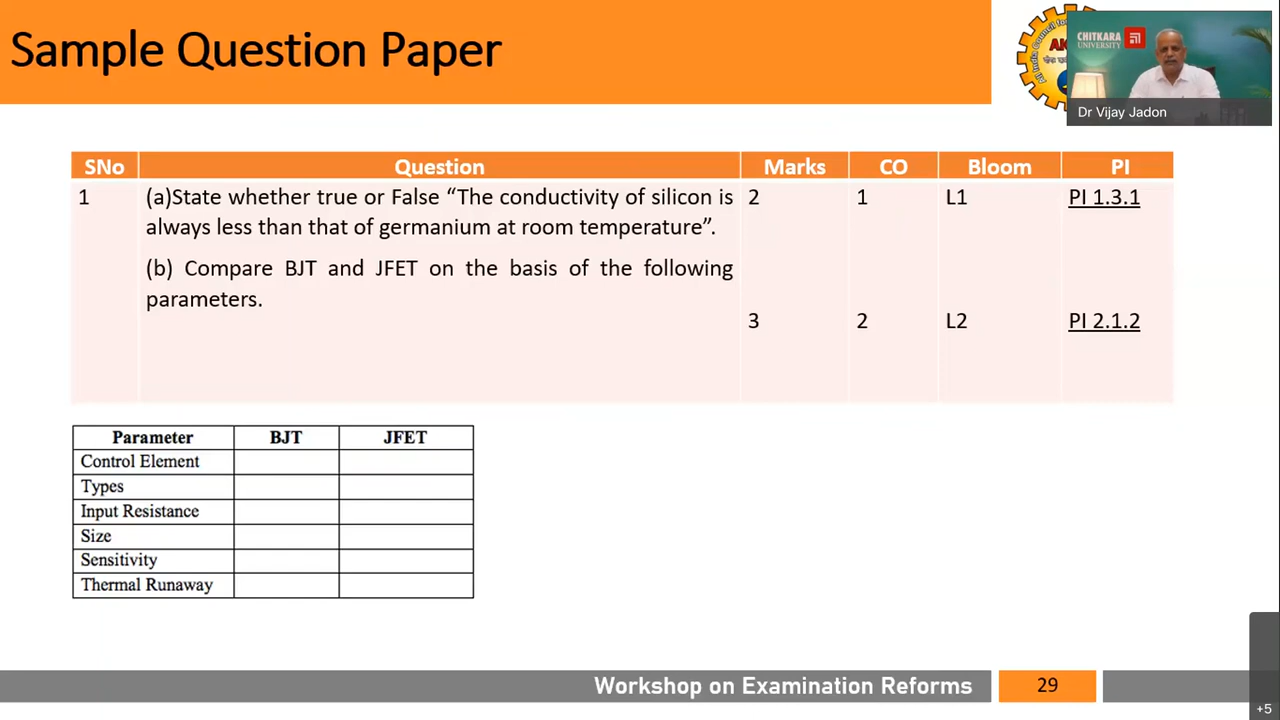 Sample Question Paper
CHITKARA
UNIVERSITY
Dr Vijay Jadon
SNo Question Marks CO Bloom PI
1 (a)State whether true or False “The conductivity of silicon is 2 1 L1 PI 1.3.1
always less than that of germanium at room temperature”.
(b) Compare BJT and JFET on the basis of the following
parameters.
3 2 L2 PI 2.1.2
Parameter BJT JFET
Control Element
Types
Input Resistance
Size
Sensitivity
Thermal Runaway
Workshop on Examination Reforms 29
+5